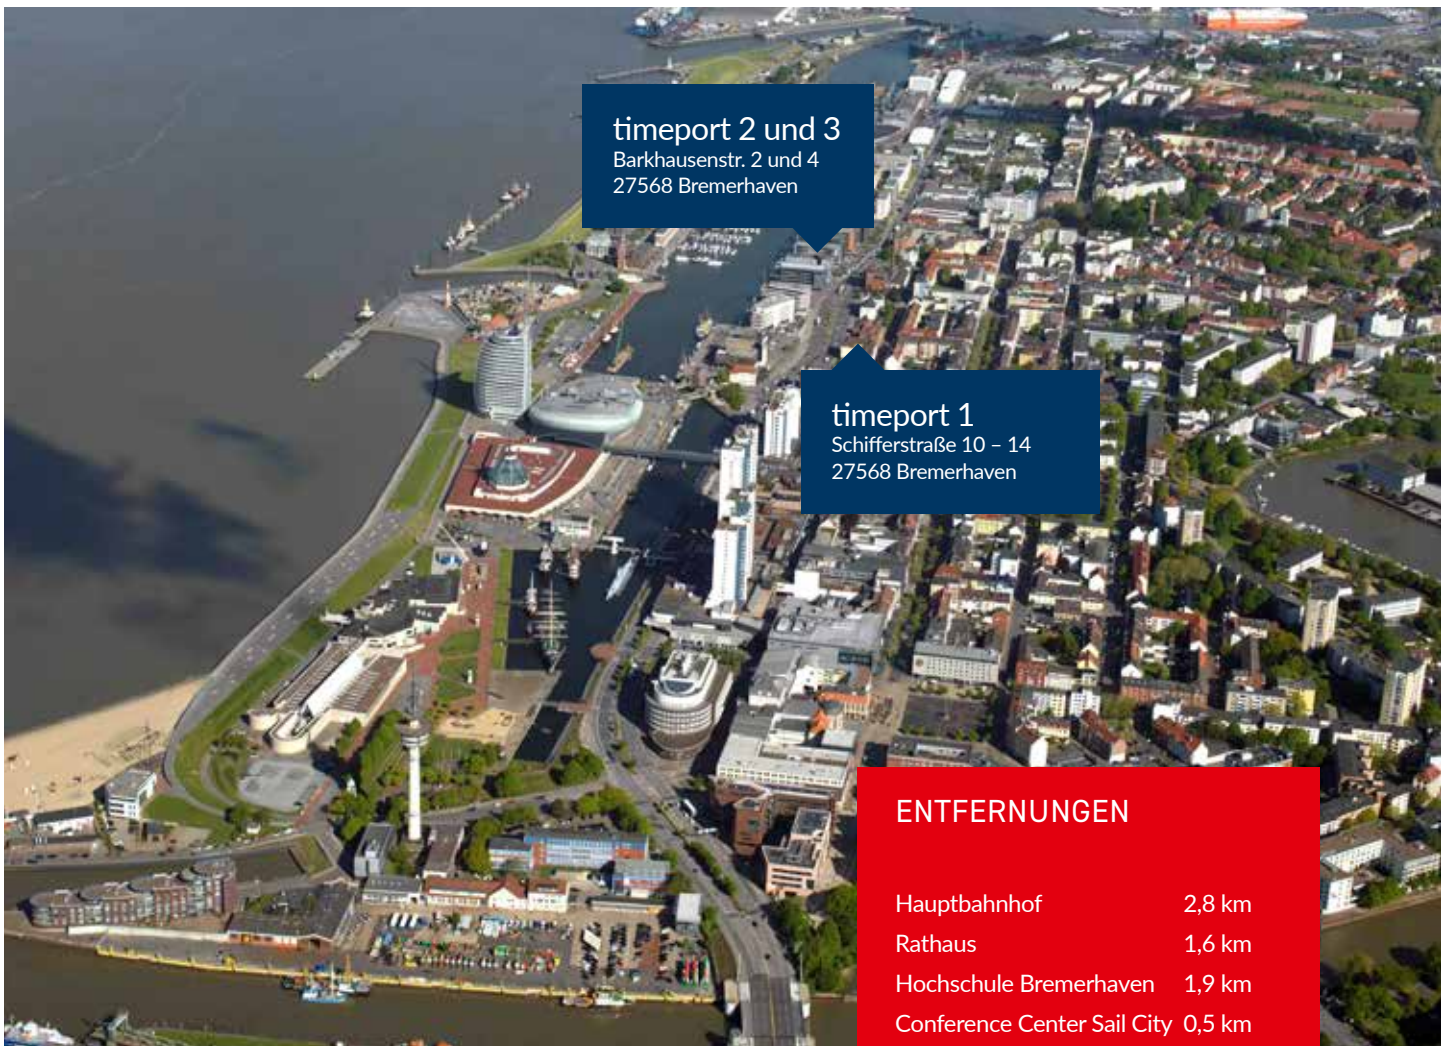 timeport 2 und 3
Barkhausenstr. 2 und 4
27568 Bremerhaven
timeport 1
Schifferstraße 10 – 14
27568 Bremerhaven
ENTFERNUNGEN
Hauptbahnhof 2,8 km
Rathaus 1,6 km
Hochschule Bremerhaven 1,9 km
Conference Center Sail City 0,5 km